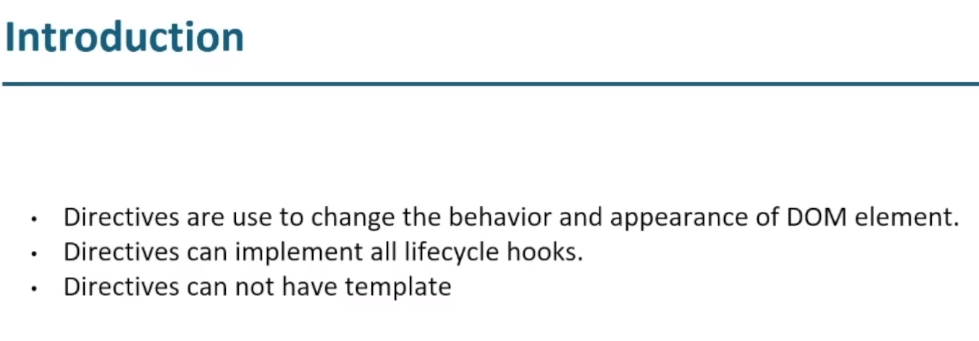 Introduction
• Directives are use to change the behavior and appearance of DOM element.
• Directives can implement all lifecycle hooks.
• Directives can not have template